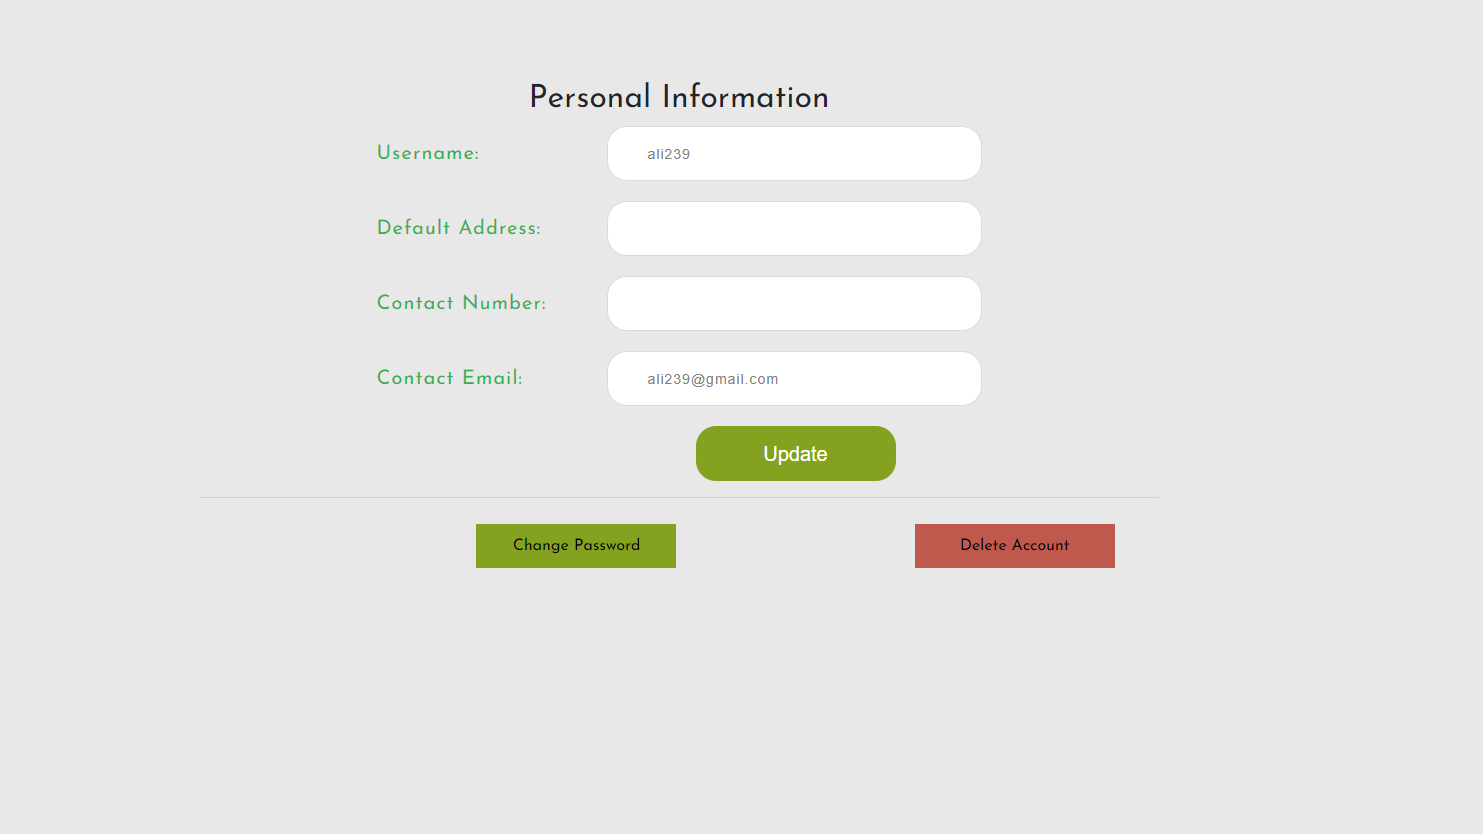 Personal Information
Username: ali239
Default Address:
Contact Number:
Contact Email: ali239@gmail.com
Update
Change Password Delete Account